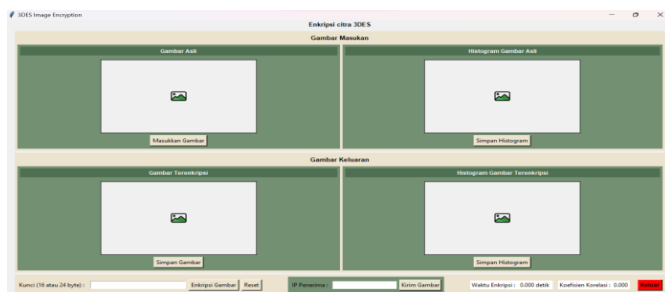 3DES Image Encryption
Enkripsi citra 3DES
Gambar Masukan
Gambar Asli
Histogram Gambar Asli
Masukkan Gambar
Simpan Histogram
Gambar Keluaran
Gambar Terenkripsi
Histogram Gambar Terenkripsi
Simpan Gambar
Simpan Histogram
Kunci (16 atau 24 byte) : Enkripsi Gambar Reset IP Penerima : Kirim Gambar Waktu Enkripsi : 0.000 detik Koefisien Korelasi : 0.000 Keluar